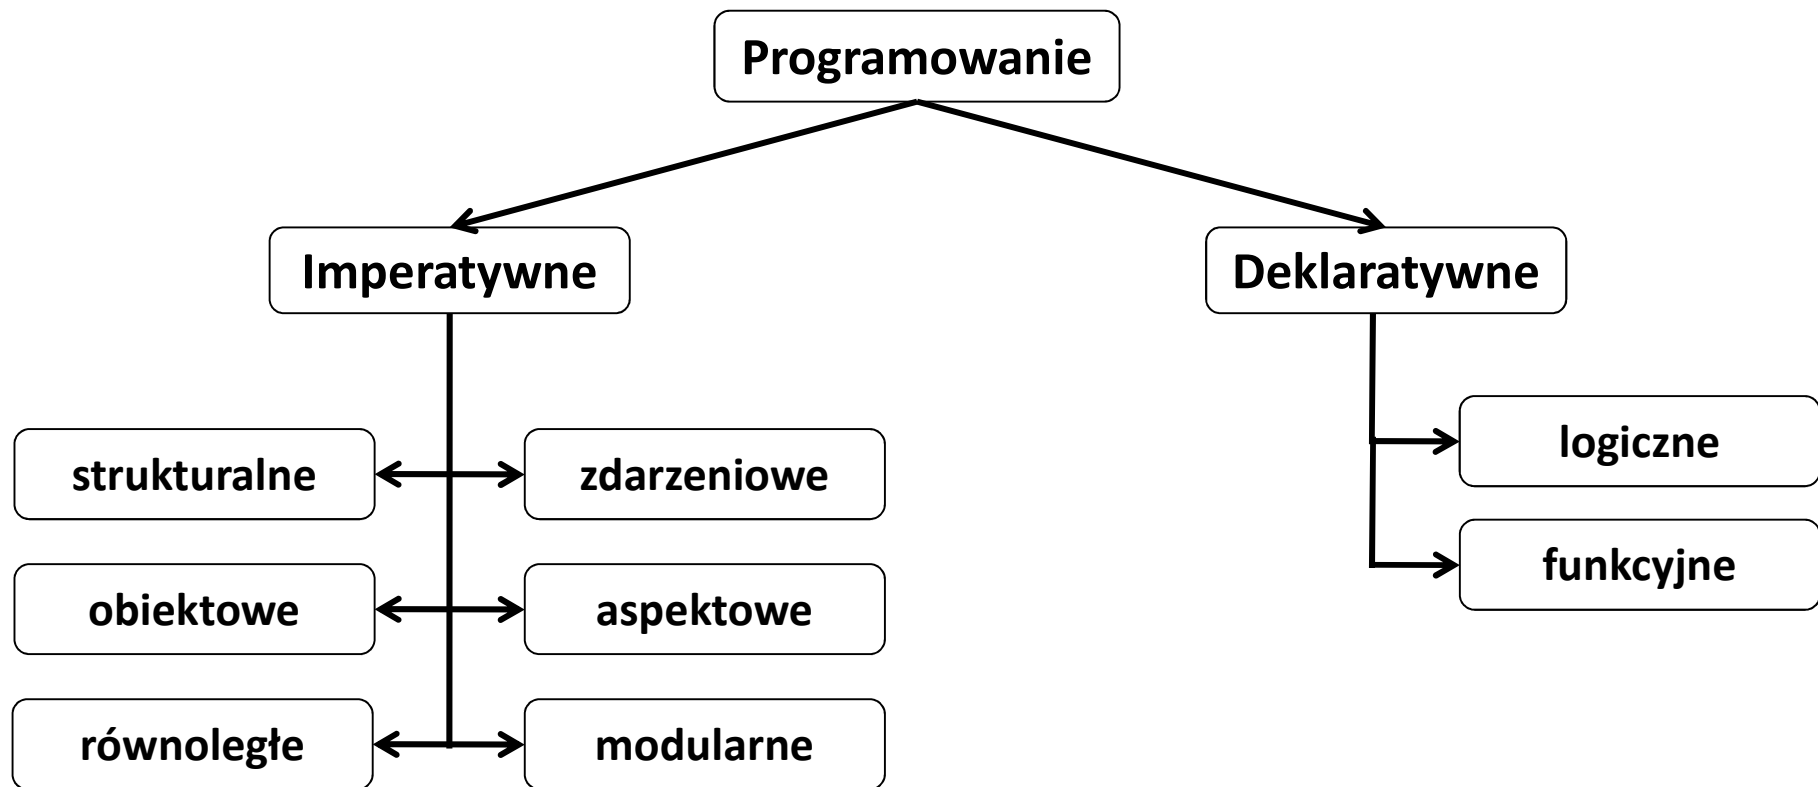 Programowanie
Imperatywne
Deklaratywne
strukturalne
zdarzeniowe
obiektowe
aspektowe
równoległe
modularne
logiczne
funkcyjne